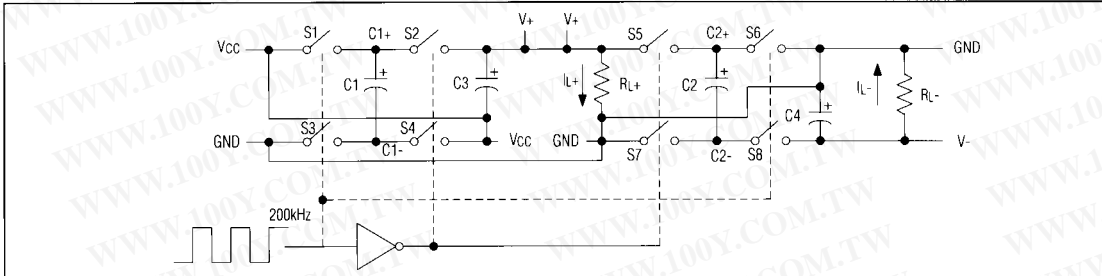 V+ V+
S1 C1+ S2 S5 C2+ S6
VCC GND
C1 C3 IL+ RL+ C2 IL- RL-
C4
S3 S4
GND C1- VCC GND S7 C2- S8 V-
200kHz
WWW.100Y.COM.TW